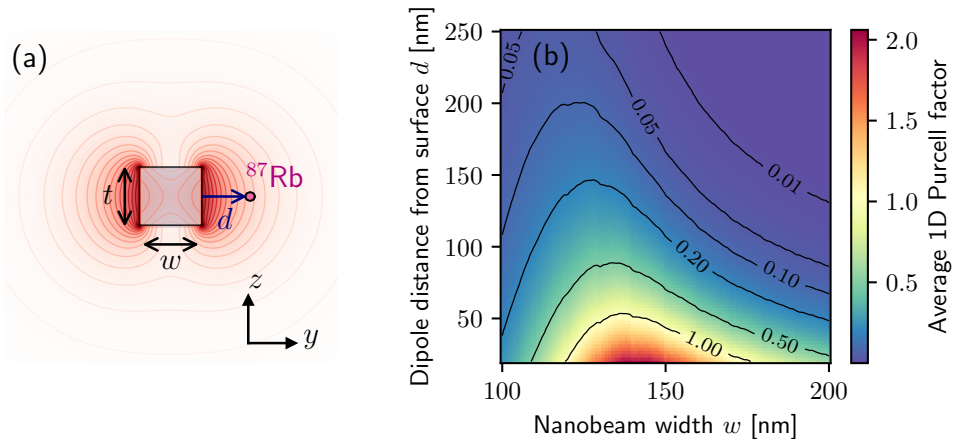 (a)
⁸⁷Rb
t
d
w
z
y
(b)
Dipole distance from surface d [nm]
250
200
150
100
50
0.05
0.05
0.01
0.20
0.10
0.50
1.00
100
150
200
Nanobeam width w [nm]
2.0
1.5
1.0
0.5
Average 1D Purcell factor